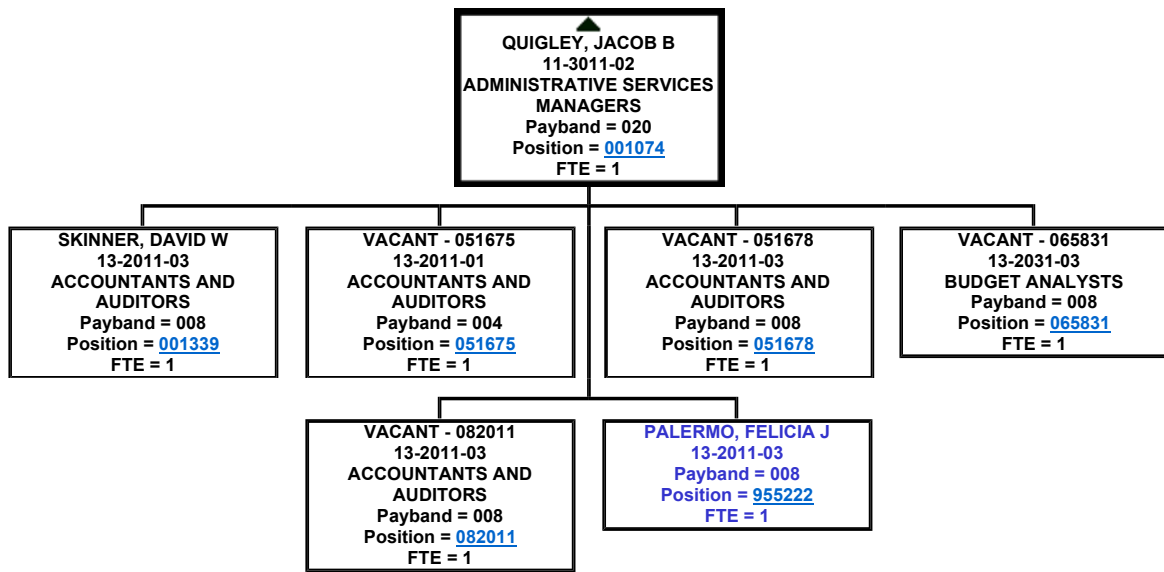 QUIGLEY, JACOB B
11-3011-02
ADMINISTRATIVE SERVICES
MANAGERS
Payband = 020
Position = 001074
FTE = 1
SKINNER, DAVID W
13-2011-03
ACCOUNTANTS AND
AUDITORS
Payband = 008
Position = 001339
FTE = 1
VACANT - 051675
13-2011-01
ACCOUNTANTS AND
AUDITORS
Payband = 004
Position = 051675
FTE = 1
VACANT - 051678
13-2011-03
ACCOUNTANTS AND
AUDITORS
Payband = 008
Position = 051678
FTE = 1
VACANT - 065831
13-2031-03
BUDGET ANALYSTS
Payband = 008
Position = 065831
FTE = 1
VACANT - 082011
13-2011-03
ACCOUNTANTS AND
AUDITORS
Payband = 008
Position = 082011
FTE = 1
PALERMO, FELICIA J
13-2011-03
Payband = 008
Position = 955222
FTE = 1